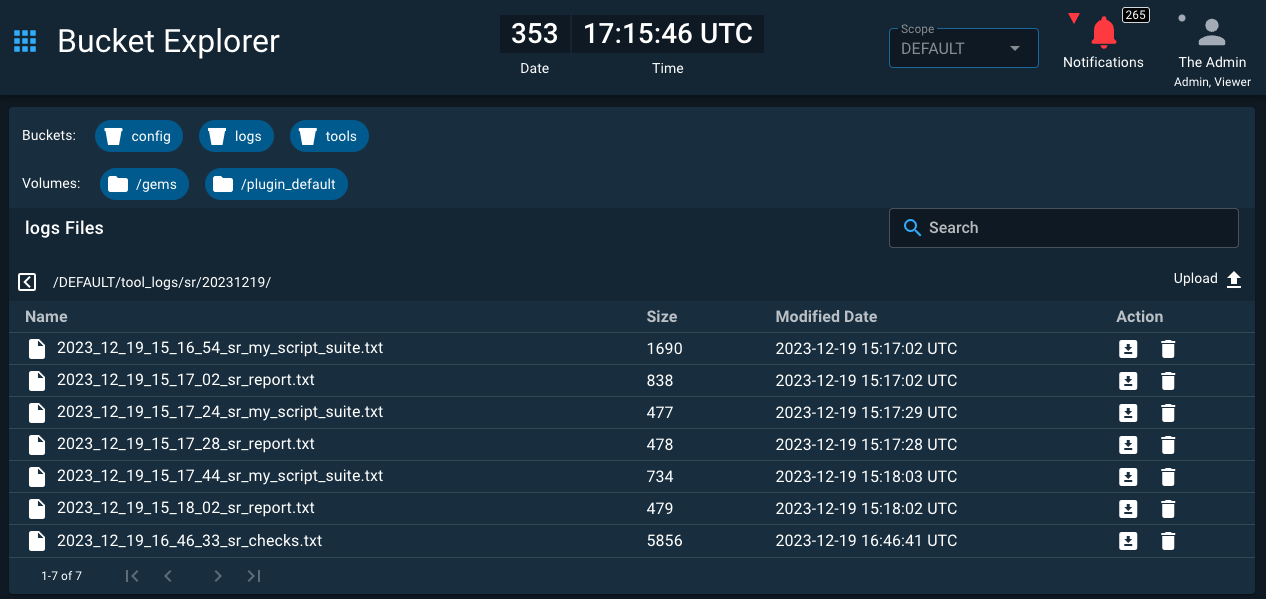 Bucket Explorer
353 17:15:46 UTC
Date Time
Scope
DEFAULT
265
Notifications
The Admin
Admin, Viewer
Buckets: config logs tools
Volumes: /gems /plugin_default
logs Files
Search
/DEFAULT/tool_logs/sr/20231219/
Upload
Name Size Modified Date Action
2023_12_19_15_16_54_sr_my_script_suite.txt 1690 2023-12-19 15:17:02 UTC
2023_12_19_15_17_02_sr_report.txt 838 2023-12-19 15:17:02 UTC
2023_12_19_15_17_24_sr_my_script_suite.txt 477 2023-12-19 15:17:29 UTC
2023_12_19_15_17_28_sr_report.txt 478 2023-12-19 15:17:28 UTC
2023_12_19_15_17_44_sr_my_script_suite.txt 734 2023-12-19 15:18:03 UTC
2023_12_19_15_18_02_sr_report.txt 479 2023-12-19 15:18:02 UTC
2023_12_19_16_46_33_sr_checks.txt 5856 2023-12-19 16:46:41 UTC
1-7 of 7